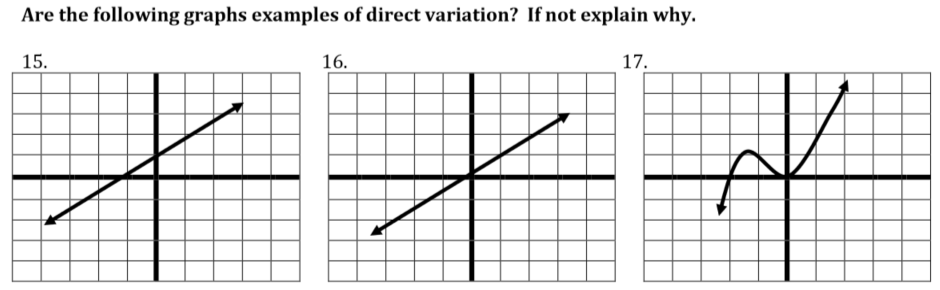 Are the following graphs examples of direct variation? If not explain why.
15. 16. 17.